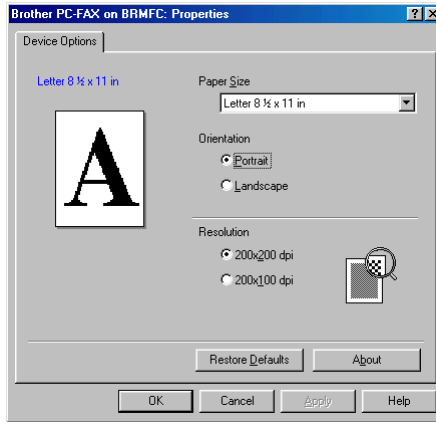 Brother PC-FAX on BRMFC: Properties
Device Options
Letter 8 ½ x 11 in
A
Paper Size
Letter 8 ½ x 11 in
Orientation
Portrait
Landscape
Resolution
200x200 dpi
200x100 dpi
Restore Defaults About
OK Cancel Apply Help